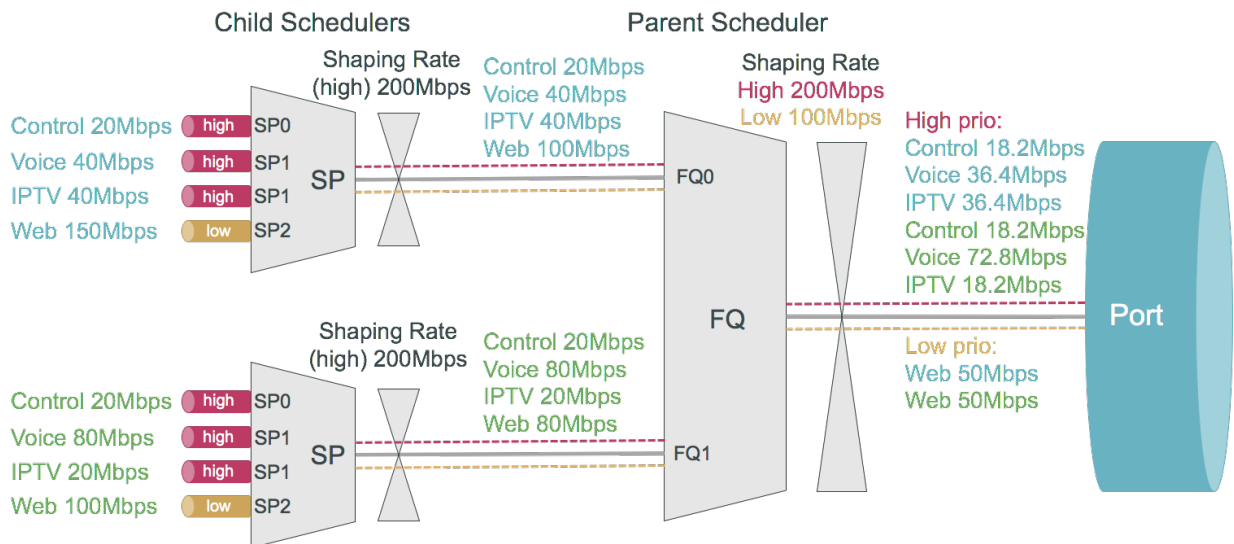 Child Schedulers
Parent Scheduler
Shaping Rate
(high) 200Mbps
Control 20Mbps
Voice 40Mbps
IPTV 40Mbps
Web 100Mbps
Shaping Rate
High 200Mbps
Low 100Mbps
Control 20Mbps
high
SP0
Voice 40Mbps
high
SP1
IPTV 40Mbps
high
SP1
Web 150Mbps
low
SP2
SP
FQ0
High prio:
Control 18.2Mbps
Voice 36.4Mbps
IPTV 36.4Mbps
Control 18.2Mbps
Voice 72.8Mbps
IPTV 18.2Mbps
FQ
Port
Low prio:
Web 50Mbps
Web 50Mbps
Shaping Rate
(high) 200Mbps
Control 20Mbps
Voice 80Mbps
IPTV 20Mbps
Web 80Mbps
Control 20Mbps
high
SP0
Voice 80Mbps
high
SP1
IPTV 20Mbps
high
SP1
Web 100Mbps
low
SP2
SP
FQ1